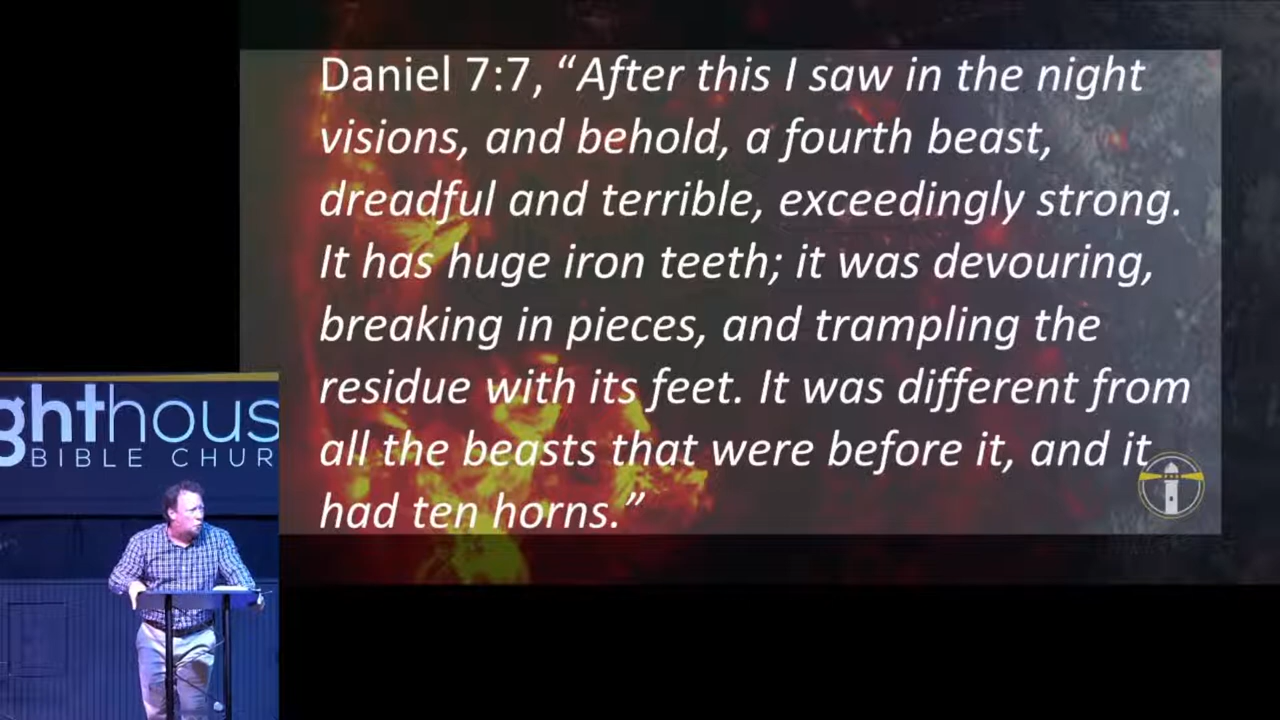 Daniel 7:7, “After this I saw in the night
visions, and behold, a fourth beast,
dreadful and terrible, exceedingly strong.
It has huge iron teeth; it was devouring,
breaking in pieces, and trampling the
residue with its feet. It was different from
all the beasts that were before it, and it
had ten horns.”
ghthous
BIBLE CHUR